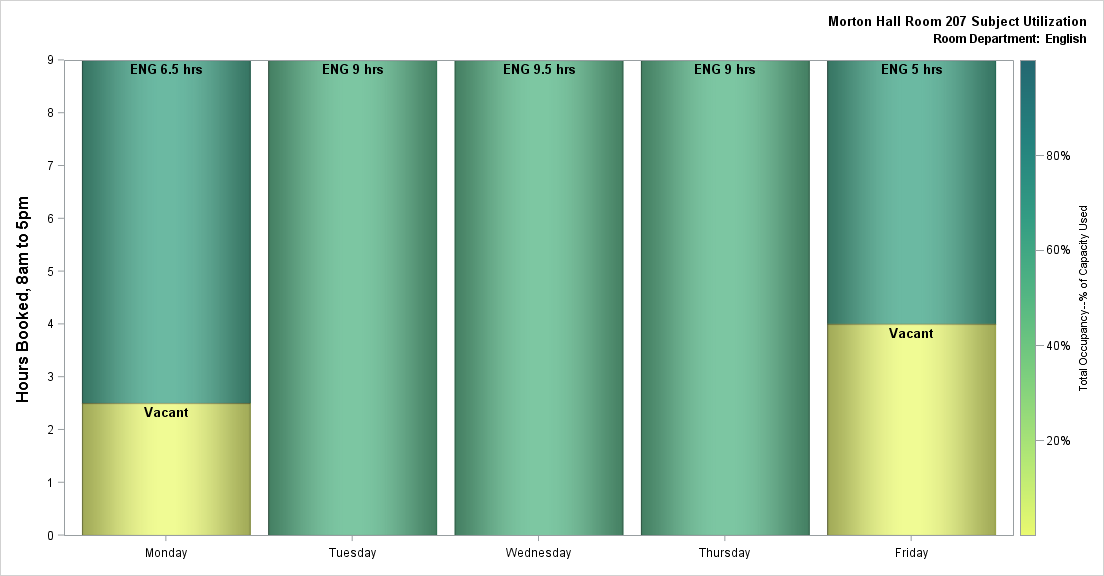 Morton Hall Room 207 Subject Utilization
Room Department: English
Hours Booked, 8am to 5pm
9
8
7
6
5
4
3
2
1
0
ENG 6.5 hrs
Vacant
ENG 9 hrs
ENG 9.5 hrs
ENG 9 hrs
ENG 5 hrs
Vacant
Monday
Tuesday
Wednesday
Thursday
Friday
80%
60%
40%
20%
Total Occupancy--% of Capacity Used